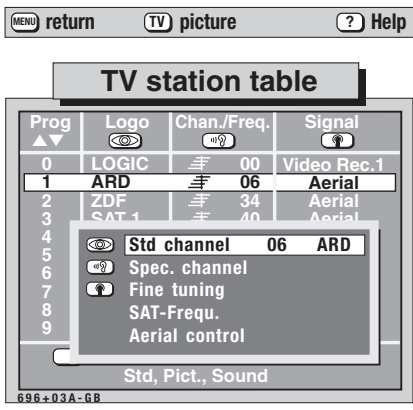 MENU return TV picture ? Help
TV station table
Prog Logo Chan./Freq. Signal
0 LOGIC 00 Video Rec.1
1 ARD 06 Aerial
2 ZDF 34 Aerial
3 SAT 1 40 Aerial
4
5
6
7
8
9
Std channel 06 ARD
Spec. channel
Fine tuning
SAT-Frequ.
Aerial control
Std, Pict., Sound
696+03A-GB